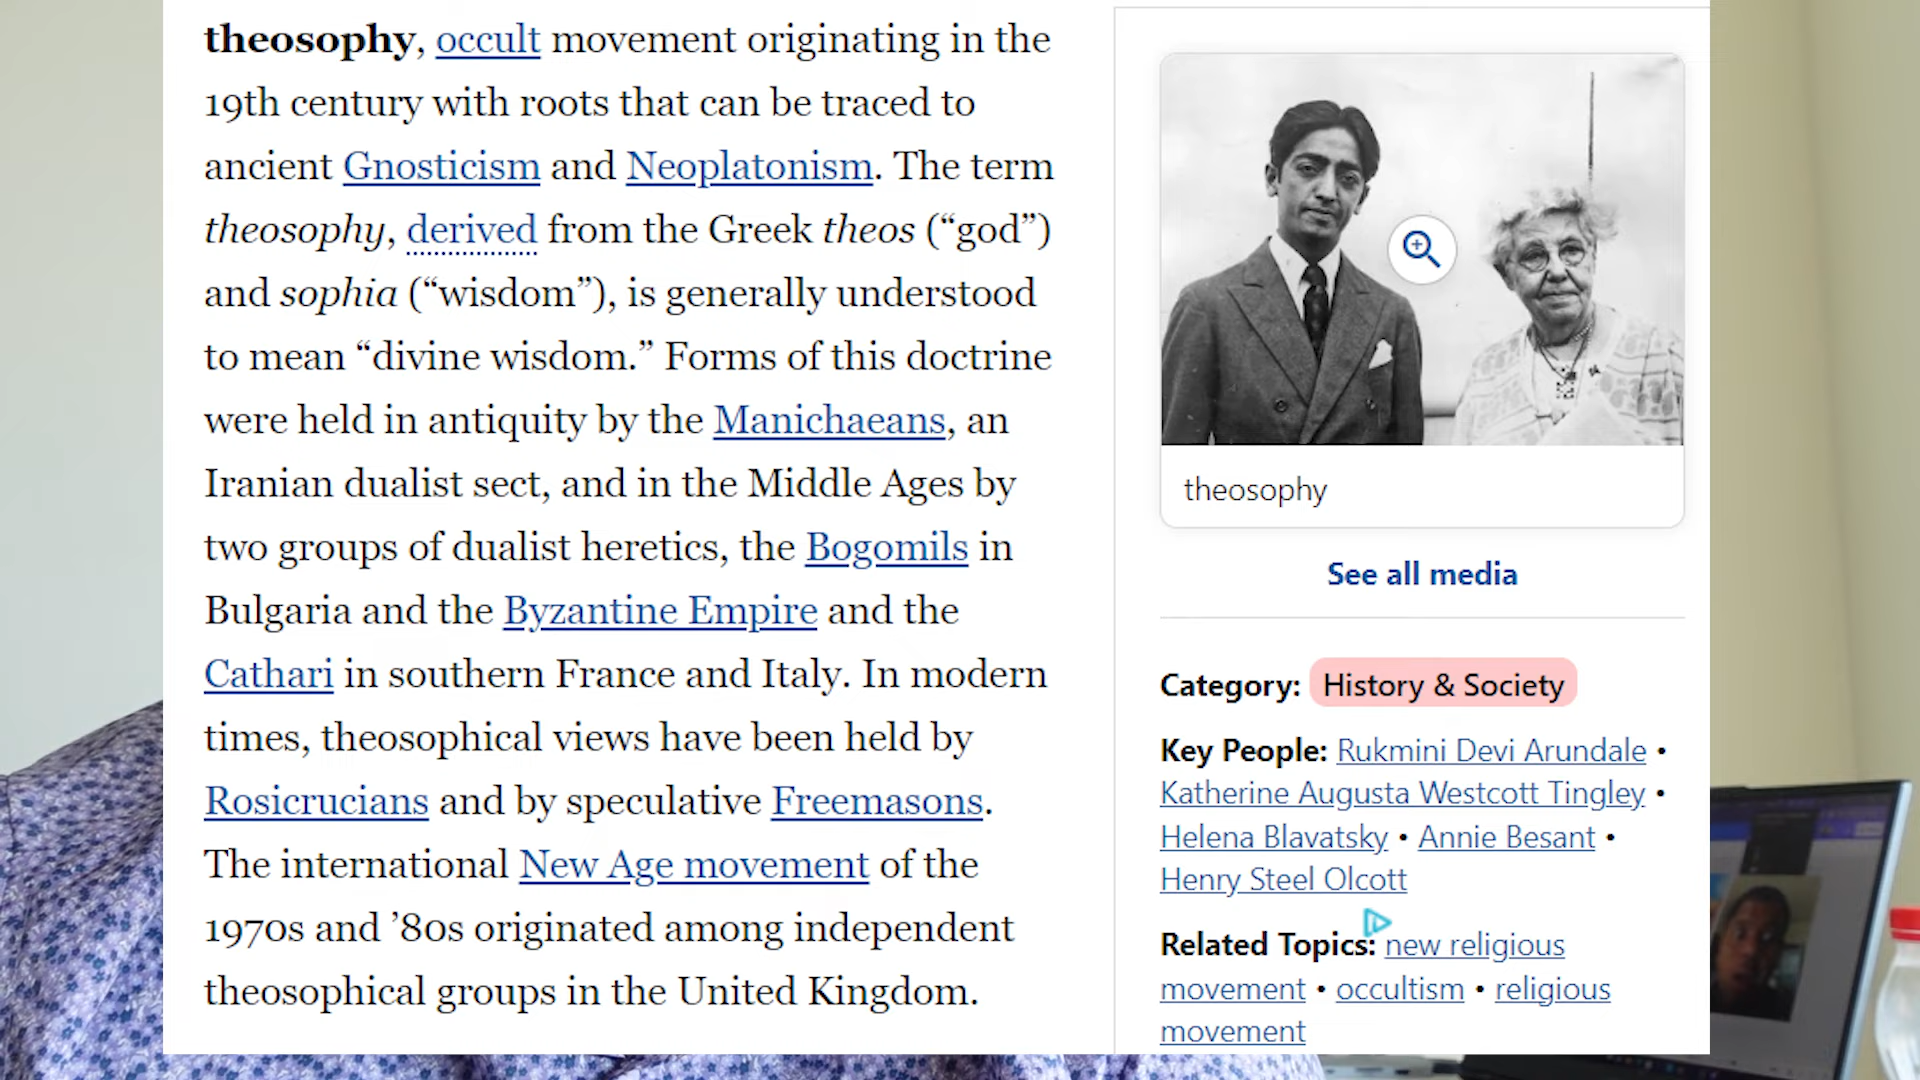 theosophy, occult movement originating in the
19th century with roots that can be traced to
ancient Gnosticism and Neoplatonism. The term
theosophy, derived from the Greek theos (“god”)
and sophia (“wisdom”), is generally understood
to mean “divine wisdom.” Forms of this doctrine
were held in antiquity by the Manichaeans, an
Iranian dualist sect, and in the Middle Ages by
two groups of dualist heretics, the Bogomils in
Bulgaria and the Byzantine Empire and the
Cathari in southern France and Italy. In modern
times, theosophical views have been held by
Rosicrucians and by speculative Freemasons.
The international New Age movement of the
1970s and ’80s originated among independent
theosophical groups in the United Kingdom.
theosophy
See all media
Category: History & Society
Key People: Rukmini Devi Arundale •
Katherine Augusta Westcott Tingley •
Helena Blavatsky • Annie Besant •
Henry Steel Olcott
Related Topics: new religious
movement • occultism • religious
movement